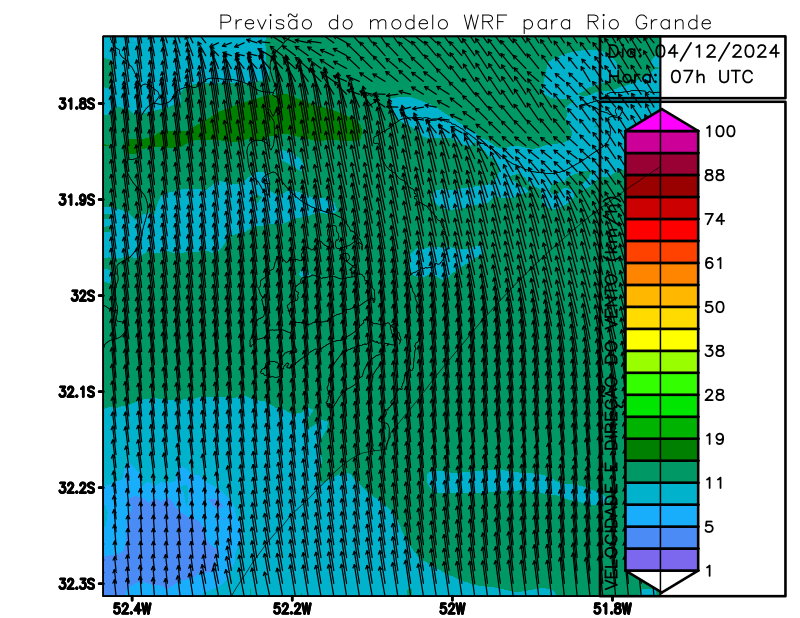 Previsão do modelo WRF para Rio Grande
Dia: 04/12/2024
Hora: 07h UTC
31.8S
31.9S
32S
32.1S
32.2S
32.3S
52.4W
52.2W
52W
51.8W
VELOCIDADE E DIREÇÃO DO VENTO (km/h)
100
88
74
61
50
38
28
19
11
5
1